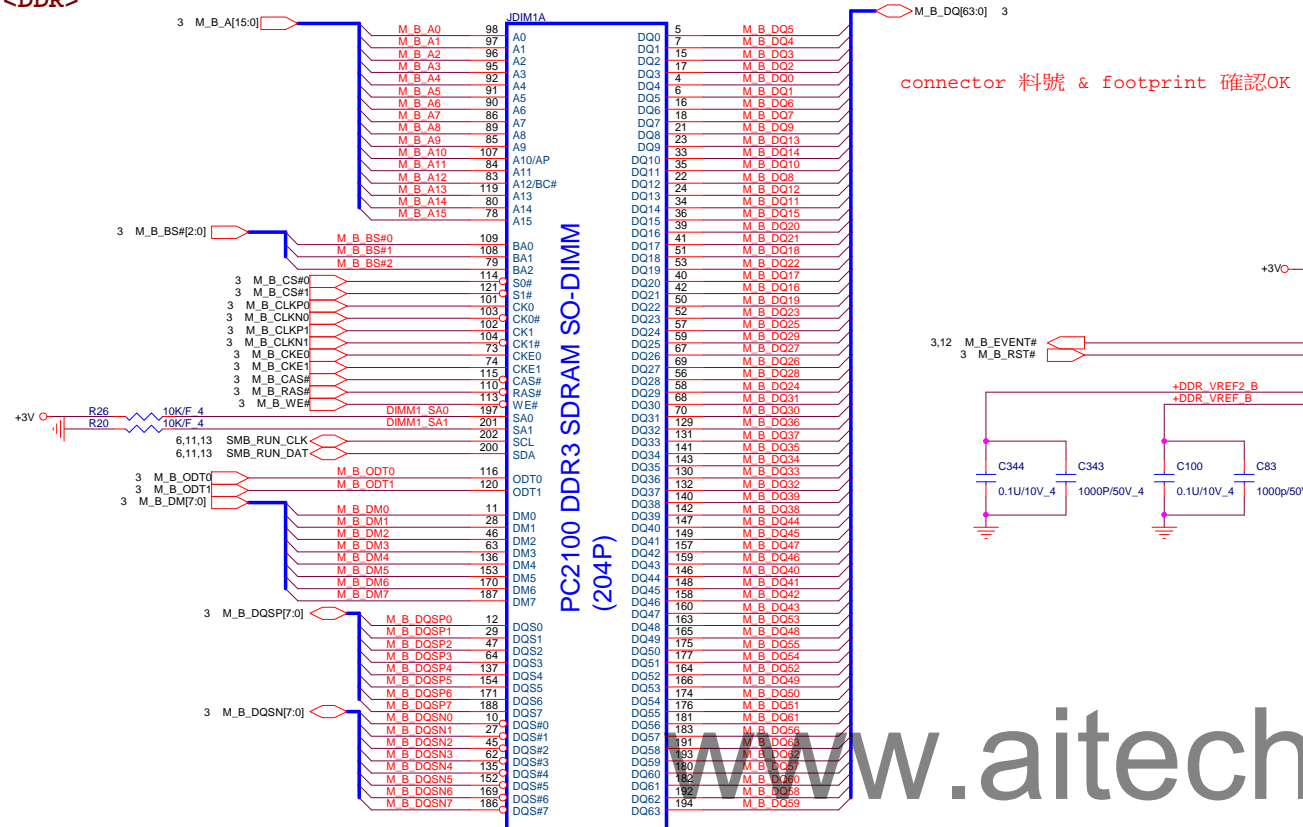 <DDR>
3 M_B_A[15:0]
JDIM1A
M_B_DQ[63:0] 3
M_B_A0 98 A0 DQ0 5 M_B_DQ5
M_B_A1 97 A1 DQ1 7 M_B_DQ4
M_B_A2 96 A2 DQ2 15 M_B_DQ3
M_B_A3 95 A3 DQ3 17 M_B_DQ2
M_B_A4 92 A4 DQ4 4 M_B_DQ0
M_B_A5 91 A5 DQ5 6 M_B_DQ1
M_B_A6 90 A6 DQ6 16 M_B_DQ6
M_B_A7 86 A7 DQ7 18 M_B_DQ7
M_B_A8 89 A8 DQ8 21 M_B_DQ9
M_B_A9 85 A9 DQ9 23 M_B_DQ13
M_B_A10 107 A10/AP DQ10 33 M_B_DQ14
M_B_A11 84 A11 DQ11 35 M_B_DQ10
M_B_A12 83 A12/BC# DQ12 22 M_B_DQ8
M_B_A13 119 A13 DQ13 24 M_B_DQ12
M_B_A14 80 A14 DQ14 34 M_B_DQ11
M_B_A15 78 A15 DQ15 36 M_B_DQ15
connector 料號 & footprint 確認OK
DQ16 39 M_B_DQ20
3 M_B_BS#[2:0]
M_B_BS#0 109 BA0 DQ17 41 M_B_DQ21
M_B_BS#1 108 BA1 DQ18 51 M_B_DQ18
M_B_BS#2 79 BA2 DQ19 53 M_B_DQ22
3 M_B_CS#0 114 S0# DQ20 40 M_B_DQ17
3 M_B_CS#1 121 S1# DQ21 42 M_B_DQ16
3 M_B_CLKP0 101 CK0 DQ22 50 M_B_DQ19
3 M_B_CLKN0 103 CK0# DQ23 52 M_B_DQ23
3 M_B_CLKP1 102 CK1 DQ24 57 M_B_DQ25
3 M_B_CLKN1 104 CK1# DQ25 59 M_B_DQ29
3 M_B_CKE0 73 CKE0 DQ26 67 M_B_DQ27
3 M_B_CKE1 74 CKE1 DQ27 69 M_B_DQ26
3 M_B_CAS# 115 CAS# DQ28 56 M_B_DQ28
3 M_B_RAS# 110 RAS# DQ29 58 M_B_DQ24
3 M_B_WE# 113 WE# DQ30 68 M_B_DQ31
+3V R26 10K/F_4 DIMM1_SA0 197 SA0 DQ31 70 M_B_DQ30
R20 10K/F_4 DIMM1_SA1 201 SA1 DQ32 129 M_B_DQ36
6,11,13 SMB_RUN_CLK 202 SCL DQ33 131 M_B_DQ37
6,11,13 SMB_RUN_DAT 200 SDA DQ34 141 M_B_DQ35
DQ35 143 M_B_DQ34
3 M_B_ODT0 M_B_ODT0 116 ODT0 DQ36 130 M_B_DQ33
3 M_B_ODT1 M_B_ODT1 120 ODT1 DQ37 132 M_B_DQ32
3 M_B_DM[7:0] DQ38 140 M_B_DQ39
M_B_DM0 11 DM0 DQ39 142 M_B_DQ38
M_B_DM1 28 DM1 DQ40 147 M_B_DQ44
M_B_DM2 46 DM2 DQ41 149 M_B_DQ45
M_B_DM3 63 DM3 DQ42 157 M_B_DQ47
M_B_DM4 136 DM4 DQ43 159 M_B_DQ46
M_B_DM5 153 DM5 DQ44 146 M_B_DQ40
M_B_DM6 170 DM6 DQ45 148 M_B_DQ41
M_B_DM7 187 DM7 DQ46 158 M_B_DQ42
DQ47 160 M_B_DQ43
3 M_B_DQSP[7:0]
M_B_DQSP0 12 DQS0 DQ48 163 M_B_DQ53
M_B_DQSP1 29 DQS1 DQ49 165 M_B_DQ48
M_B_DQSP2 47 DQS2 DQ50 175 M_B_DQ55
M_B_DQSP3 64 DQS3 DQ51 177 M_B_DQ54
M_B_DQSP4 137 DQS4 DQ52 164 M_B_DQ52
M_B_DQSP5 154 DQS5 DQ53 166 M_B_DQ49
M_B_DQSP6 171 DQS6 DQ54 174 M_B_DQ50
M_B_DQSP7 188 DQS7 DQ55 176 M_B_DQ51
3 M_B_DQSN[7:0]
M_B_DQSN0 10 DQS#0 DQ56 181 M_B_DQ61
M_B_DQSN1 27 DQS#1 DQ57 183 M_B_DQ56
M_B_DQSN2 45 DQS#2 DQ58 191 M_B_DQ63
M_B_DQSN3 62 DQS#3 DQ59 193 M_B_DQ62
M_B_DQSN4 135 DQS#4 DQ60 180 M_B_DQ57
M_B_DQSN5 152 DQS#5 DQ61 182 M_B_DQ60
M_B_DQSN6 169 DQS#6 DQ62 192 M_B_DQ58
M_B_DQSN7 186 DQS#7 DQ63 194 M_B_DQ59
PC2100 DDR3 SDRAM SO-DIMM
(204P)
+3V
3,12 M_B_EVENT#
3 M_B_RST#
+DDR_VREF2_B
+DDR_VREF_B
C344 C343 C100 C83
0.1U/10V_4 1000P/50V_4 0.1U/10V_4 1000p/50V
www.aitech